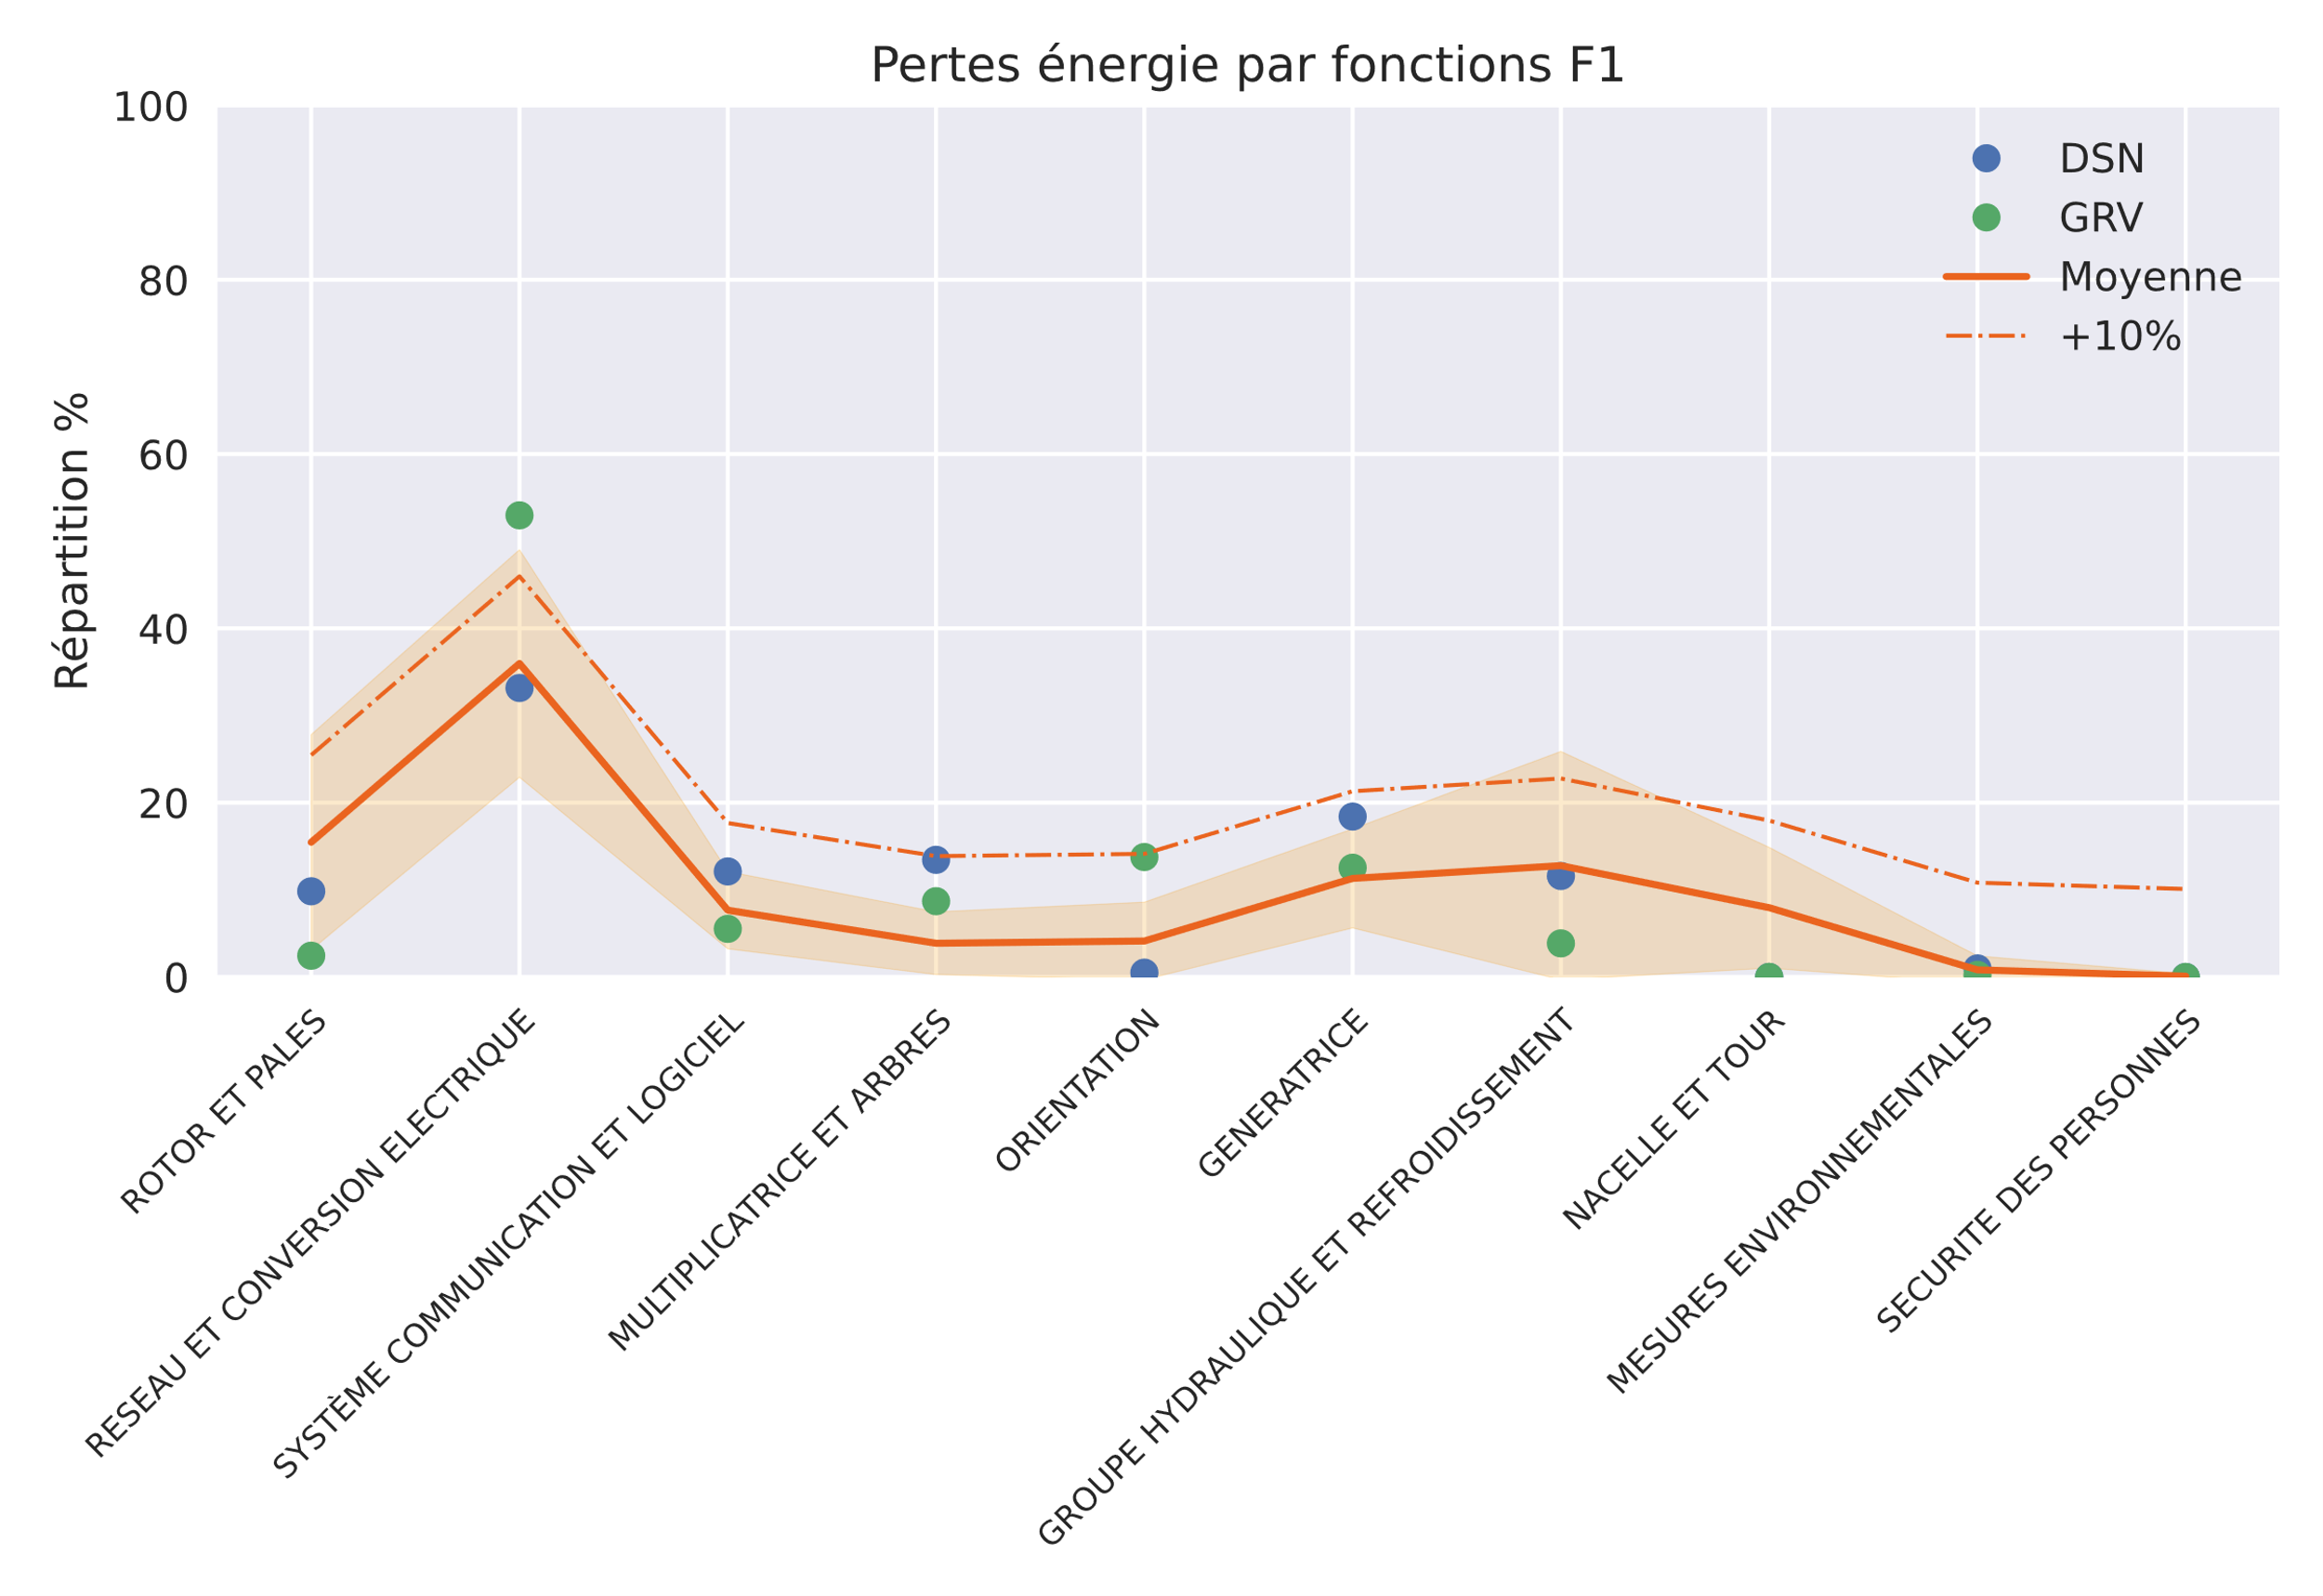 Pertes énergie par fonctions F1
100
80
60
40
20
0
Répartition %
DSN
GRV
Moyenne
+10%
ROTOR ET PALES
RESEAU ET CONVERSION ELECTRIQUE
SYSTÈME COMMUNICATION ET LOGICIEL
MULTIPLICATRICE ET ARBRES
ORIENTATION
GENERATRICE
GROUPE HYDRAULIQUE ET REFROIDISSEMENT
NACELLE ET TOUR
MESURES ENVIRONNEMENTALES
SECURITE DES PERSONNES